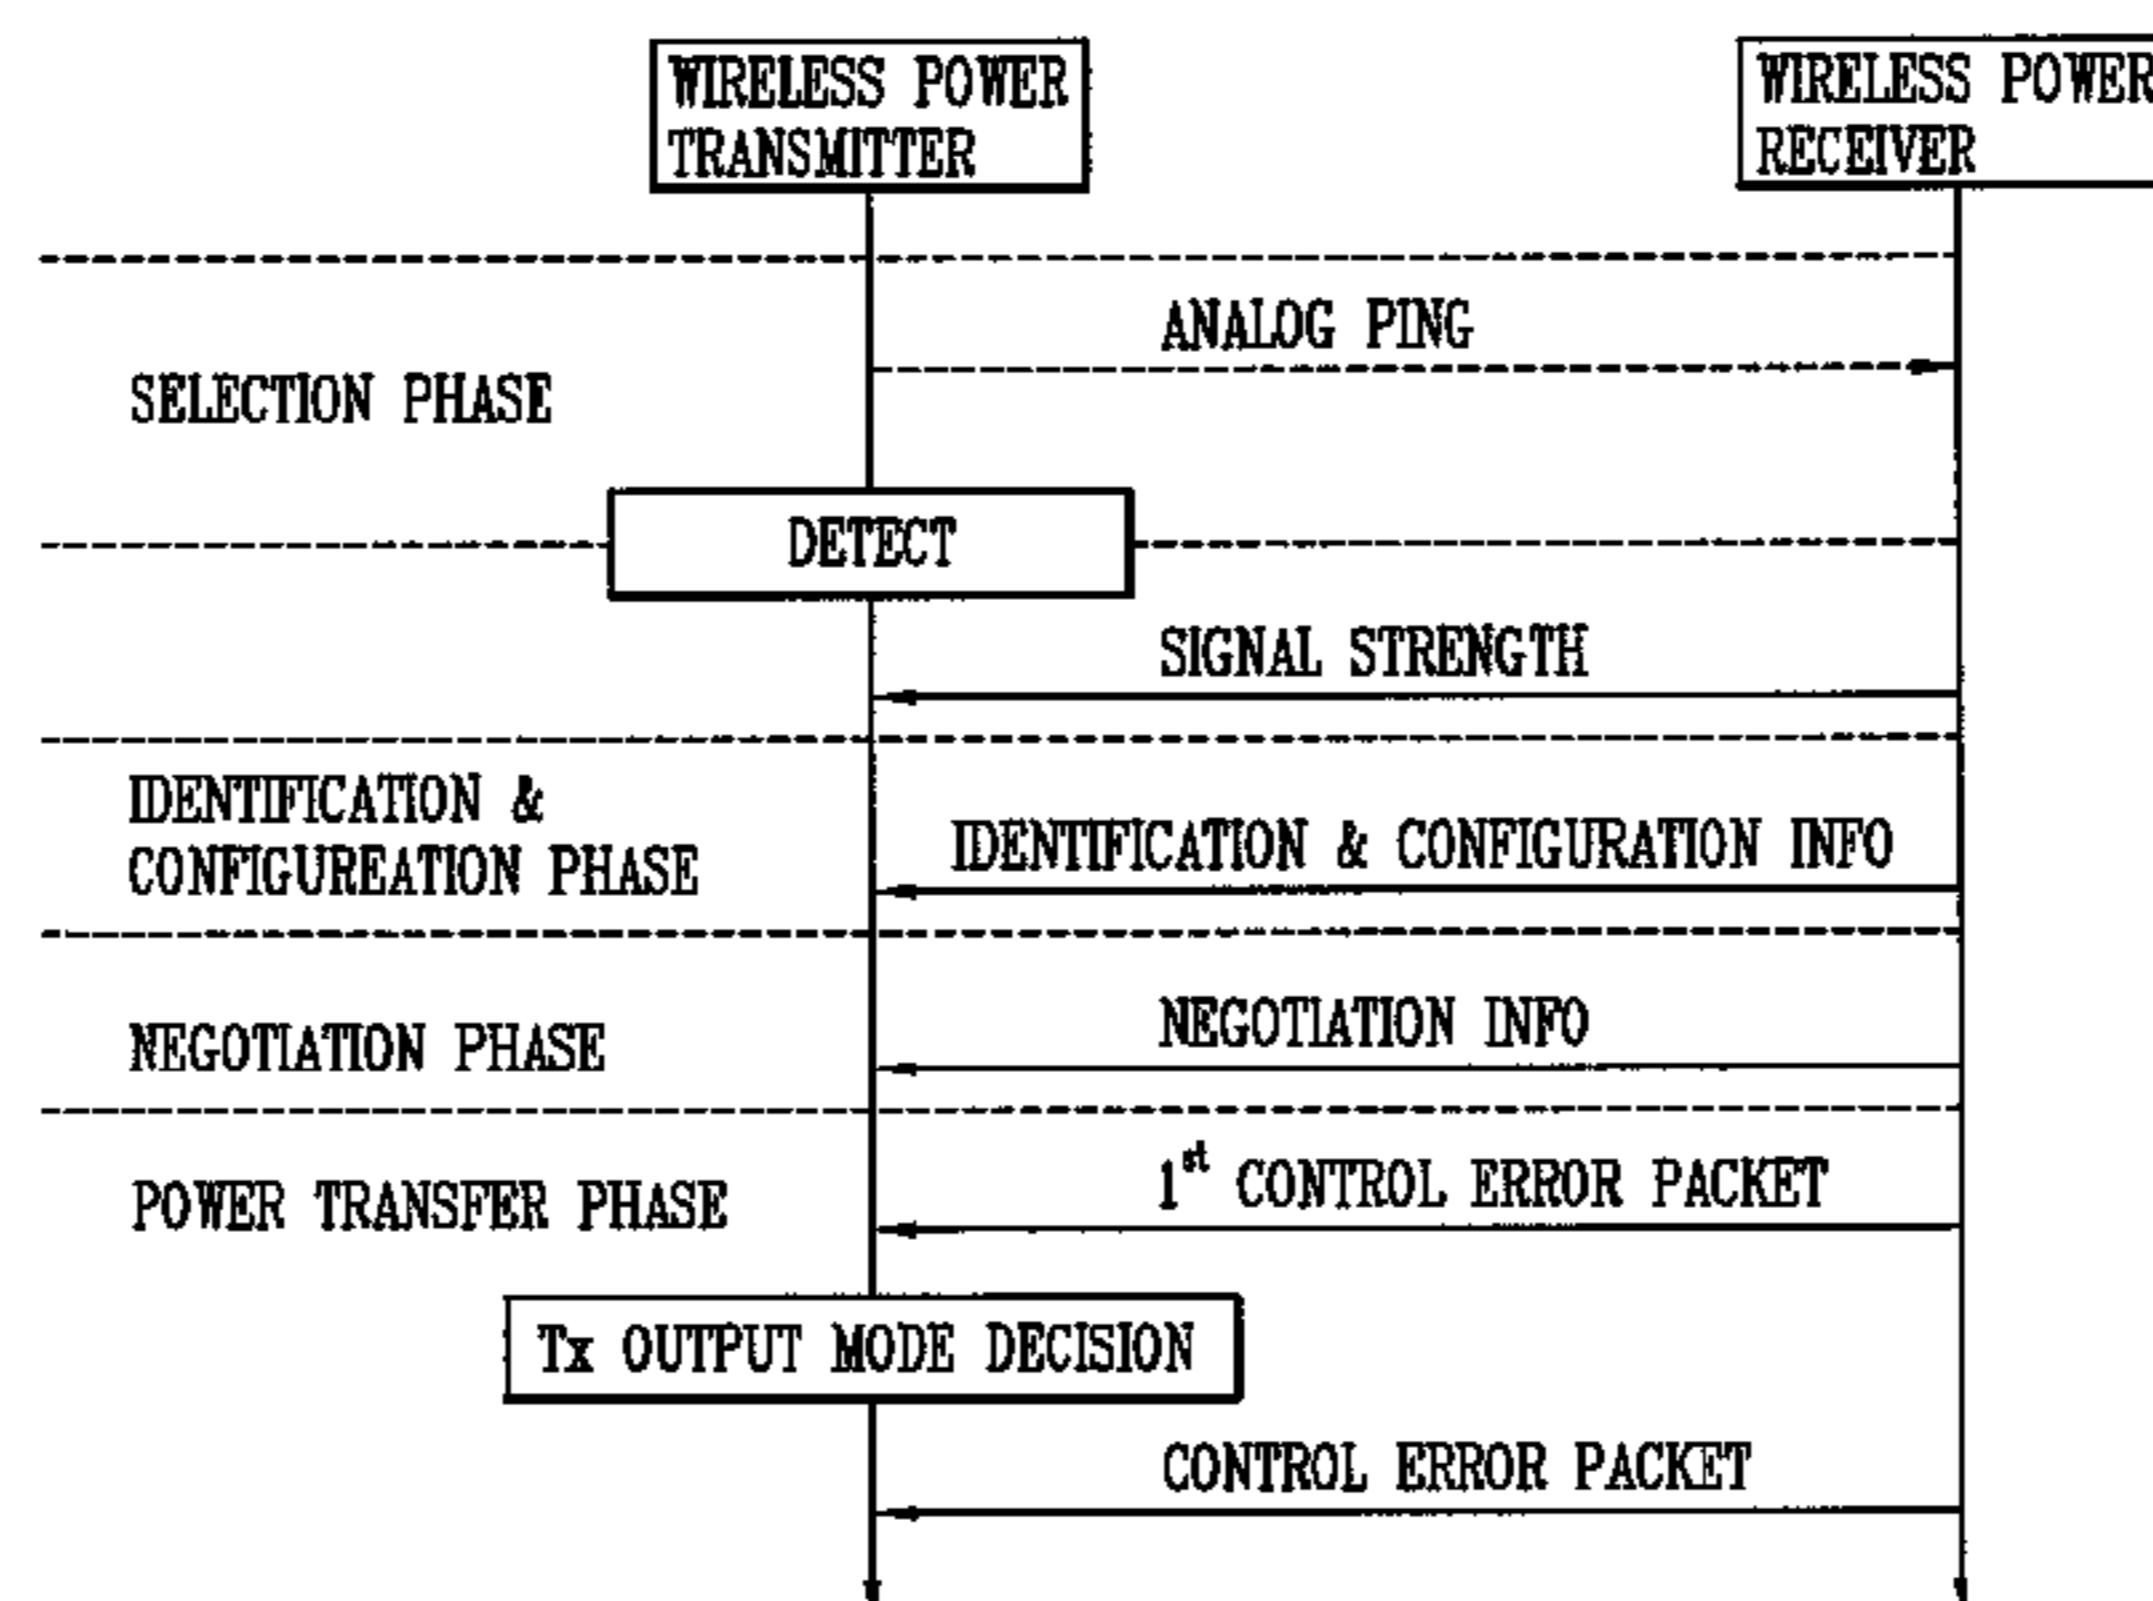 WIRELESS POWER
TRANSMITTER
WIRELESS POWER
RECEIVER
ANALOG PING
SELECTION PHASE
DETECT
SIGNAL STRENGTH
IDENTIFICATION &
CONFIGUREATION PHASE
IDENTIFICATION & CONFIGURATION INFO
NEGOTIATION INFO
NEGOTIATION PHASE
1st CONTROL ERROR PACKET
POWER TRANSFER PHASE
Tx OUTPUT MODE DECISION
CONTROL ERROR PACKET